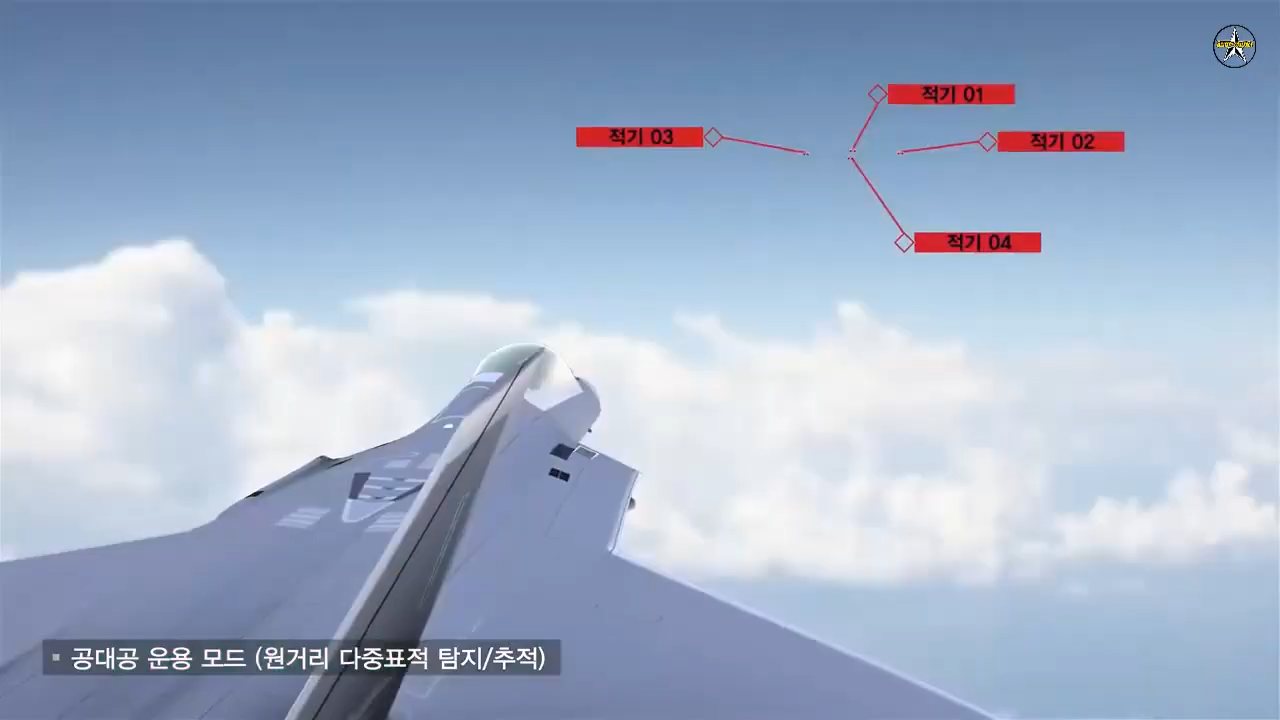 적기 01
적기 03
적기 02
적기 04
공대공 운용 모드 (원거리 다중표적 탐지/추적)